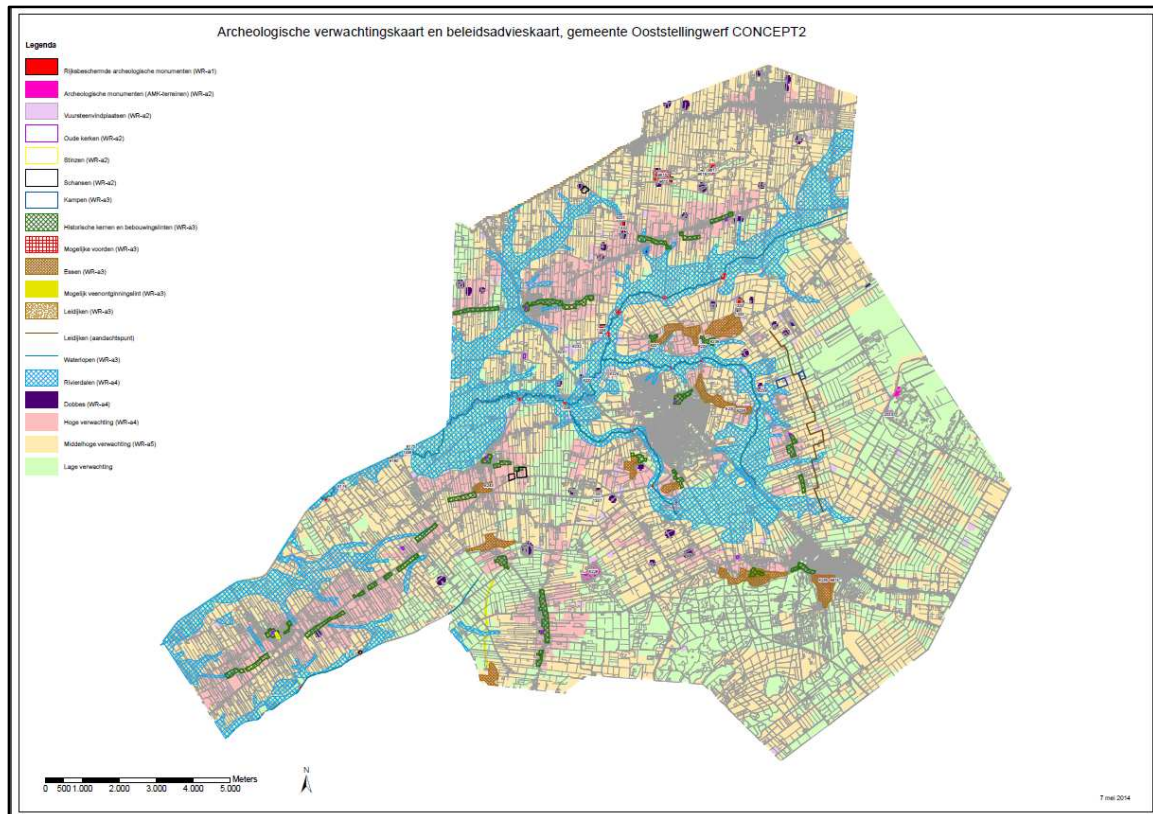 Archeologische verwachtingskaart en beleidsadvieskaart, gemeente Ooststellingwerf CONCEPT2
Legenda
Rijksbeschermde archeologische monumenten (WR-a1)
Archeologische monumenten (AMK-terreinen) (WR-a2)
Vuursteenvindplaatsen (WR-a2)
Oude kerken (WR-a2)
Stinzen (WR-a2)
Schansen (WR-a2)
Kampen (WR-a3)
Historische kernen en bebouwingslinten (WR-a3)
Mogelijke voorden (WR-a3)
Essen (WR-a3)
Mogelijk veenontginningslint (WR-a3)
Leidijken (WR-a3)
Leidijken (aandachtspunt)
Waterlopen (WR-a3)
Rivierdalen (WR-a4)
Dobbes (WR-a4)
Hoge verwachting (WR-a4)
Middelhoge verwachting (WR-a5)
Lage verwachting
0 500 1.000 2.000 3.000 4.000 5.000 Meters
N
7 mei 2014